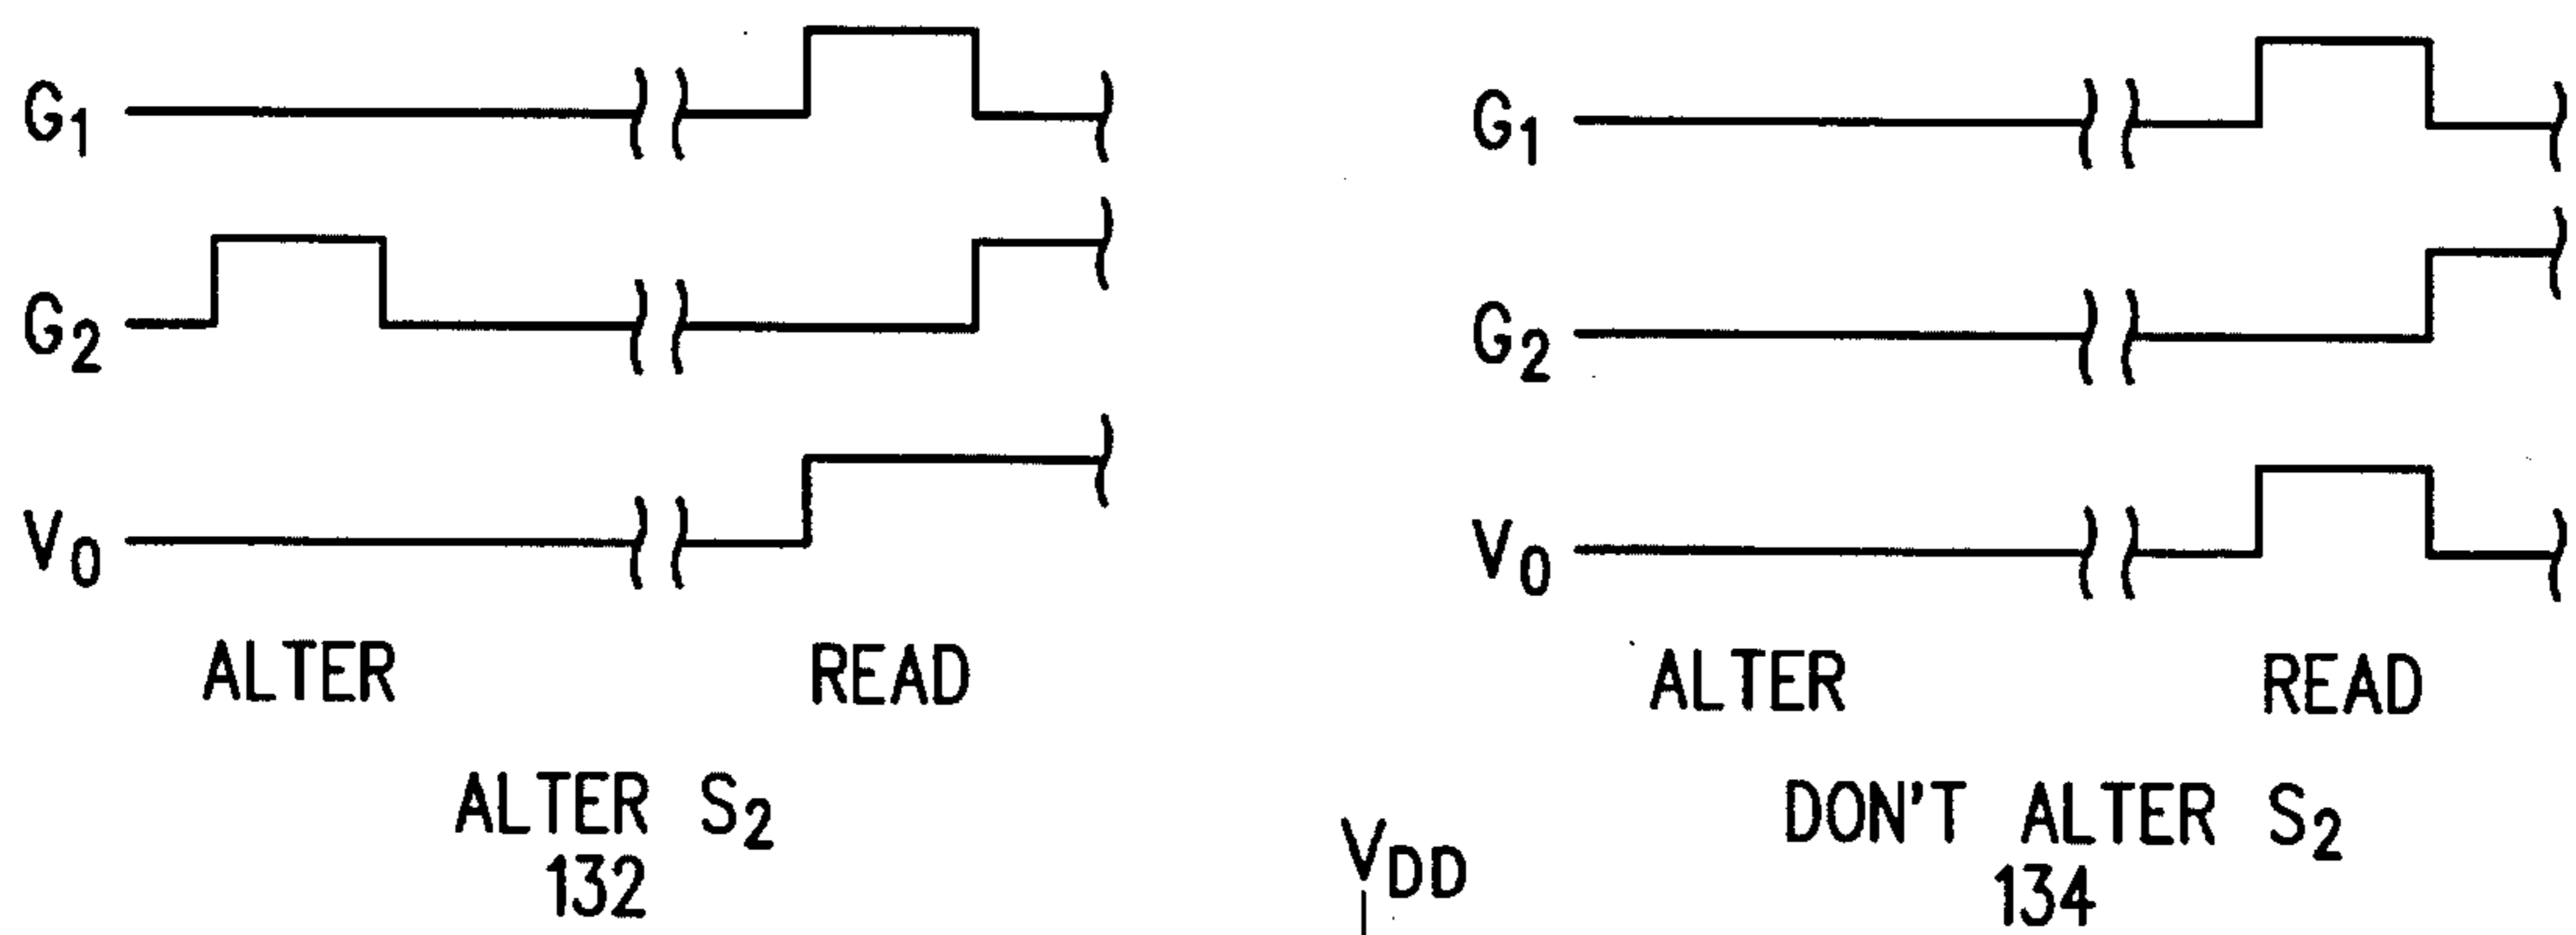 G1 G1
G2 G2
V0 V0
ALTER READ ALTER READ
ALTER S2 DON'T ALTER S2
132 VDD 134